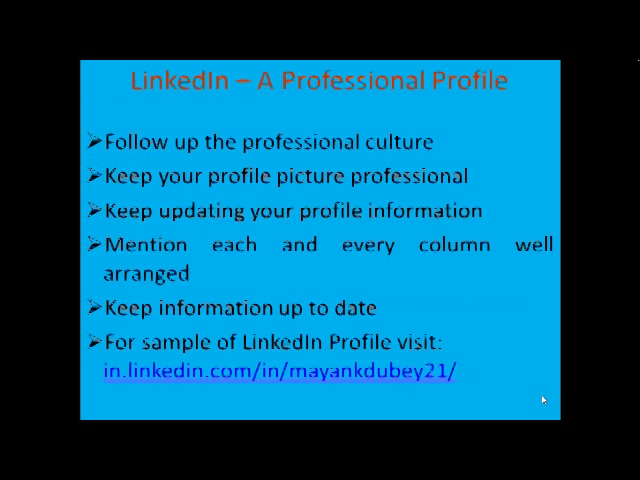 LinkedIn – A Professional Profile
➢Follow up the professional culture
➢Keep your profile picture professional
➢Keep updating your profile information
➢Mention each and every column well
arranged
➢Keep information up to date
➢For sample of LinkedIn Profile visit:
in.linkedin.com/in/mayankdubey21/